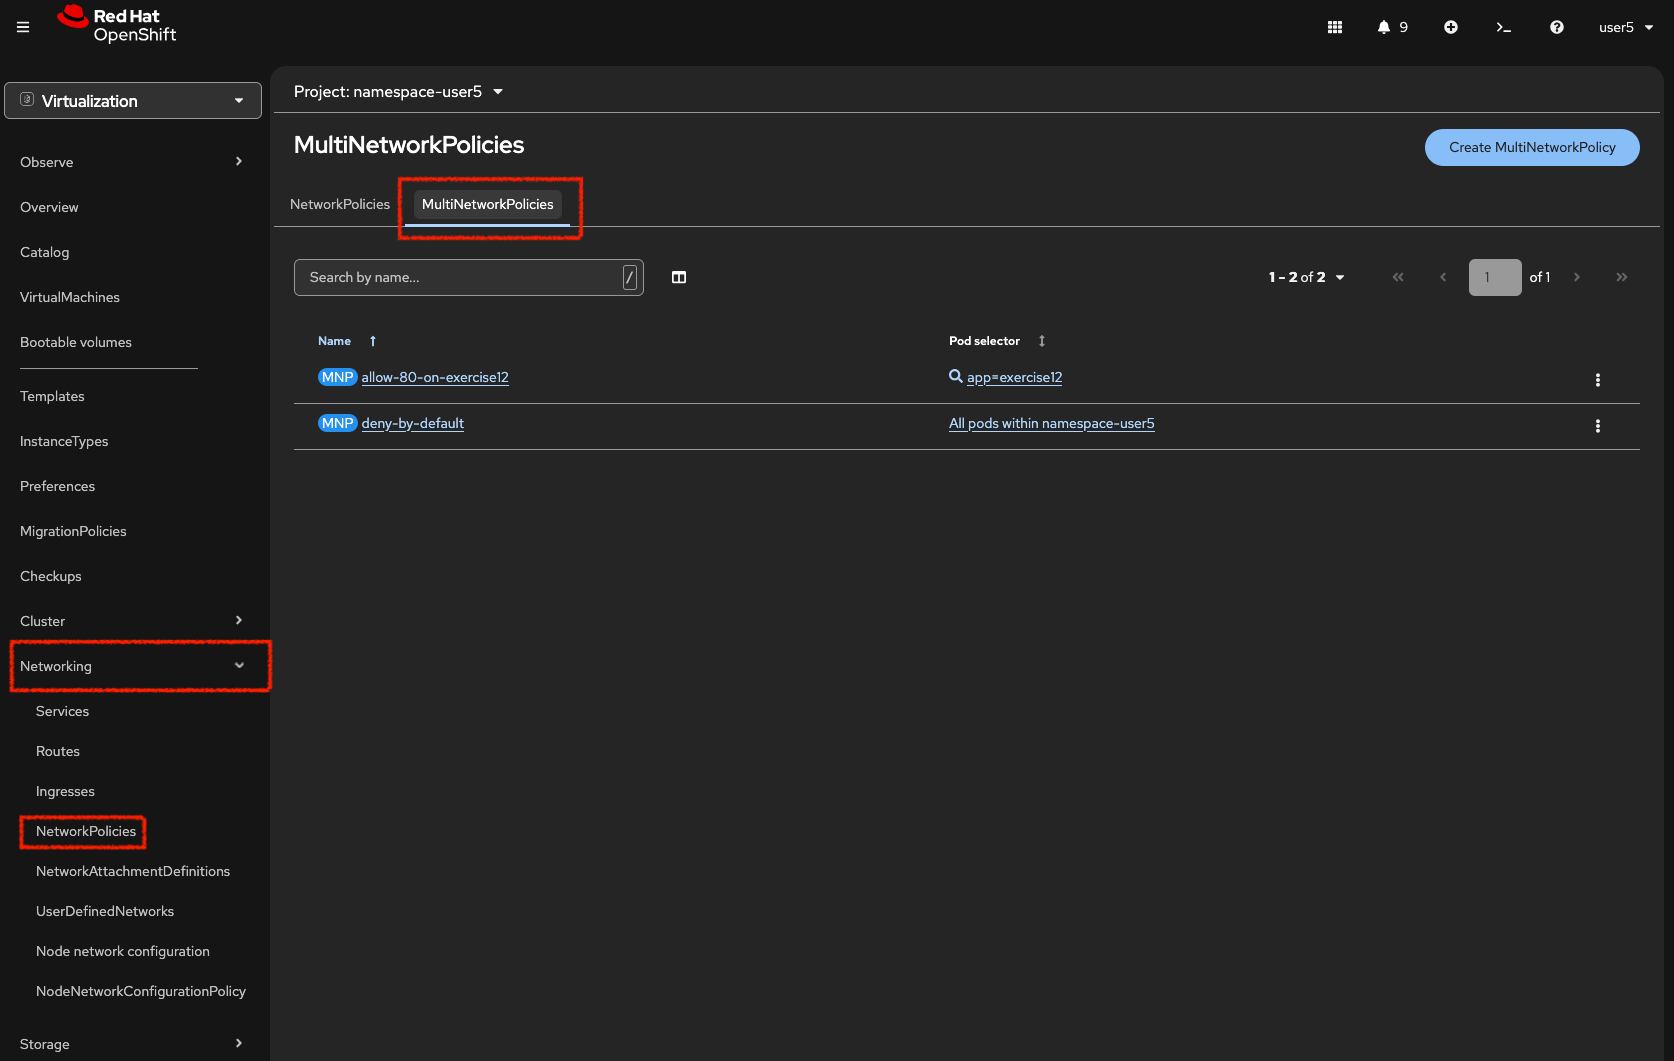 Red Hat
OpenShift
9
user5
Virtualization
Observe
Overview
Catalog
VirtualMachines
Bootable volumes
Templates
InstanceTypes
Preferences
MigrationPolicies
Checkups
Cluster
Networking
Services
Routes
Ingresses
NetworkPolicies
NetworkAttachmentDefinitions
UserDefinedNetworks
Node network configuration
NodeNetworkConfigurationPolicy
Storage
Project: namespace-user5
MultiNetworkPolicies
Create MultiNetworkPolicy
NetworkPolicies MultiNetworkPolicies
Search by name... /
1 - 2 of 2 1 of 1
Name Pod selector
MNP allow-80-on-exercise12 app=exercise12
MNP deny-by-default All pods within namespace-user5